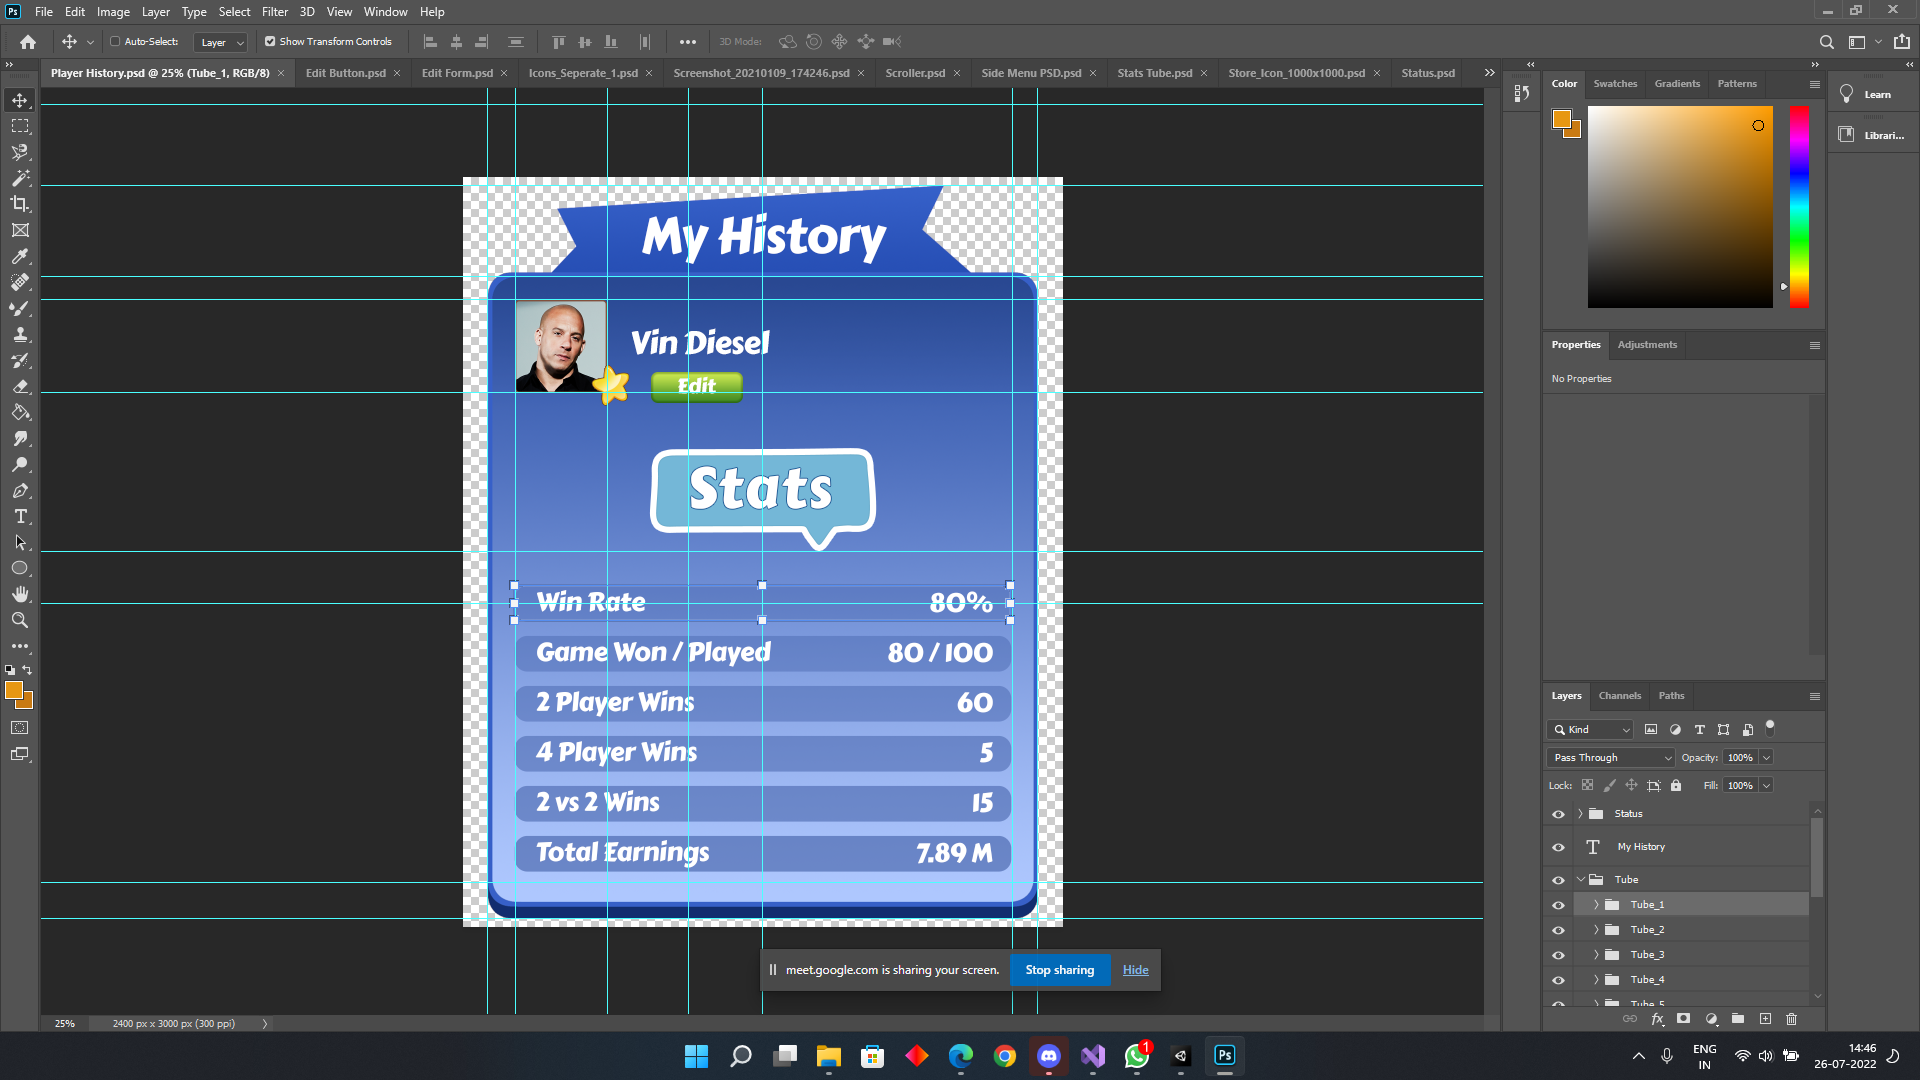 Ps File Edit Image Layer Type Select Filter 3D View Window Help
Auto-Select: Layer Show Transform Controls 3D Mode:
Player History.psd @ 25% (Tube_1, RGB/8) Edit Button.psd Edit Form.psd Icons_Seperate_1.psd Screenshot_20210109_174246.psd Scroller.psd Side Menu PSD.psd Stats Tube.psd Store_Icon_1000x1000.psd Status.psd
Color Swatches Gradients Patterns
Learn
Librari...
My History
Vin Diesel
Edit
Stats
Win Rate 80%
Game Won / Played 80 / 100
2 Player Wins 60
4 Player Wins 5
2 vs 2 Wins 15
Total Earnings 7.89 M
Properties Adjustments
No Properties
Layers Channels Paths
Kind
Pass Through Opacity: 100%
Lock: Fill: 100%
Status
My History
Tube
Tube_1
Tube_2
Tube_3
Tube_4
Tube_5
fx
meet.google.com is sharing your screen. Stop sharing Hide
25% 2400 px x 3000 px (300 ppi)
1
Ps
ENG
IN
14:46
26-07-2022